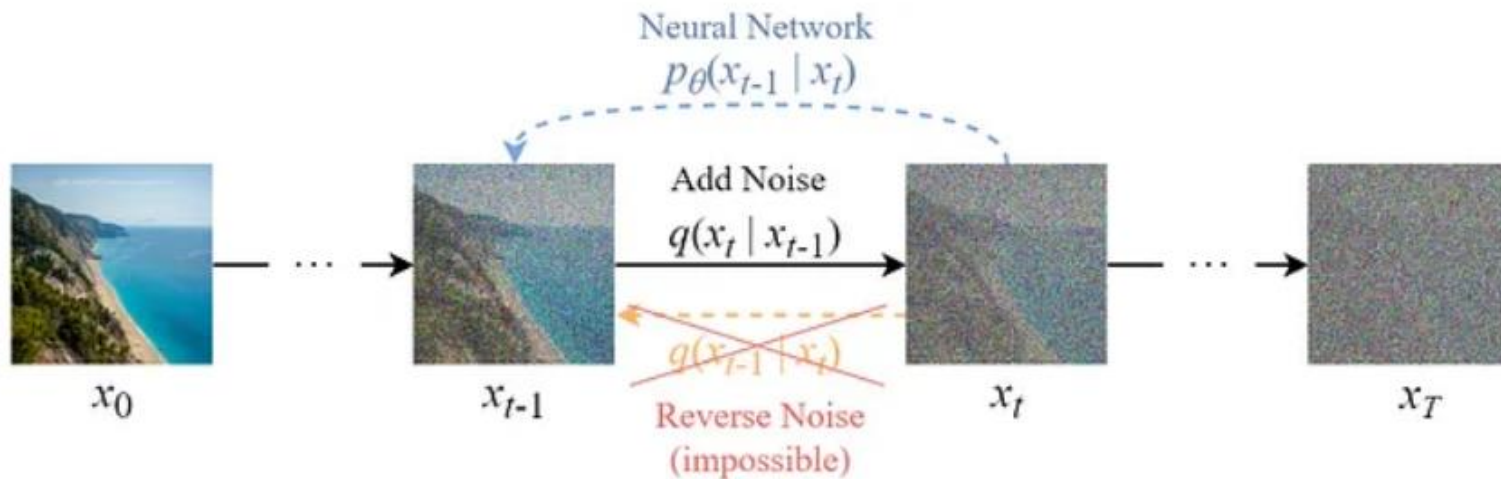 Neural Network
pθ(xt-1 | xt)
Add Noise
q(xt | xt-1)
... ...
q(xt-1 | xt)
x0 xt-1 xt xT
Reverse Noise
(impossible)